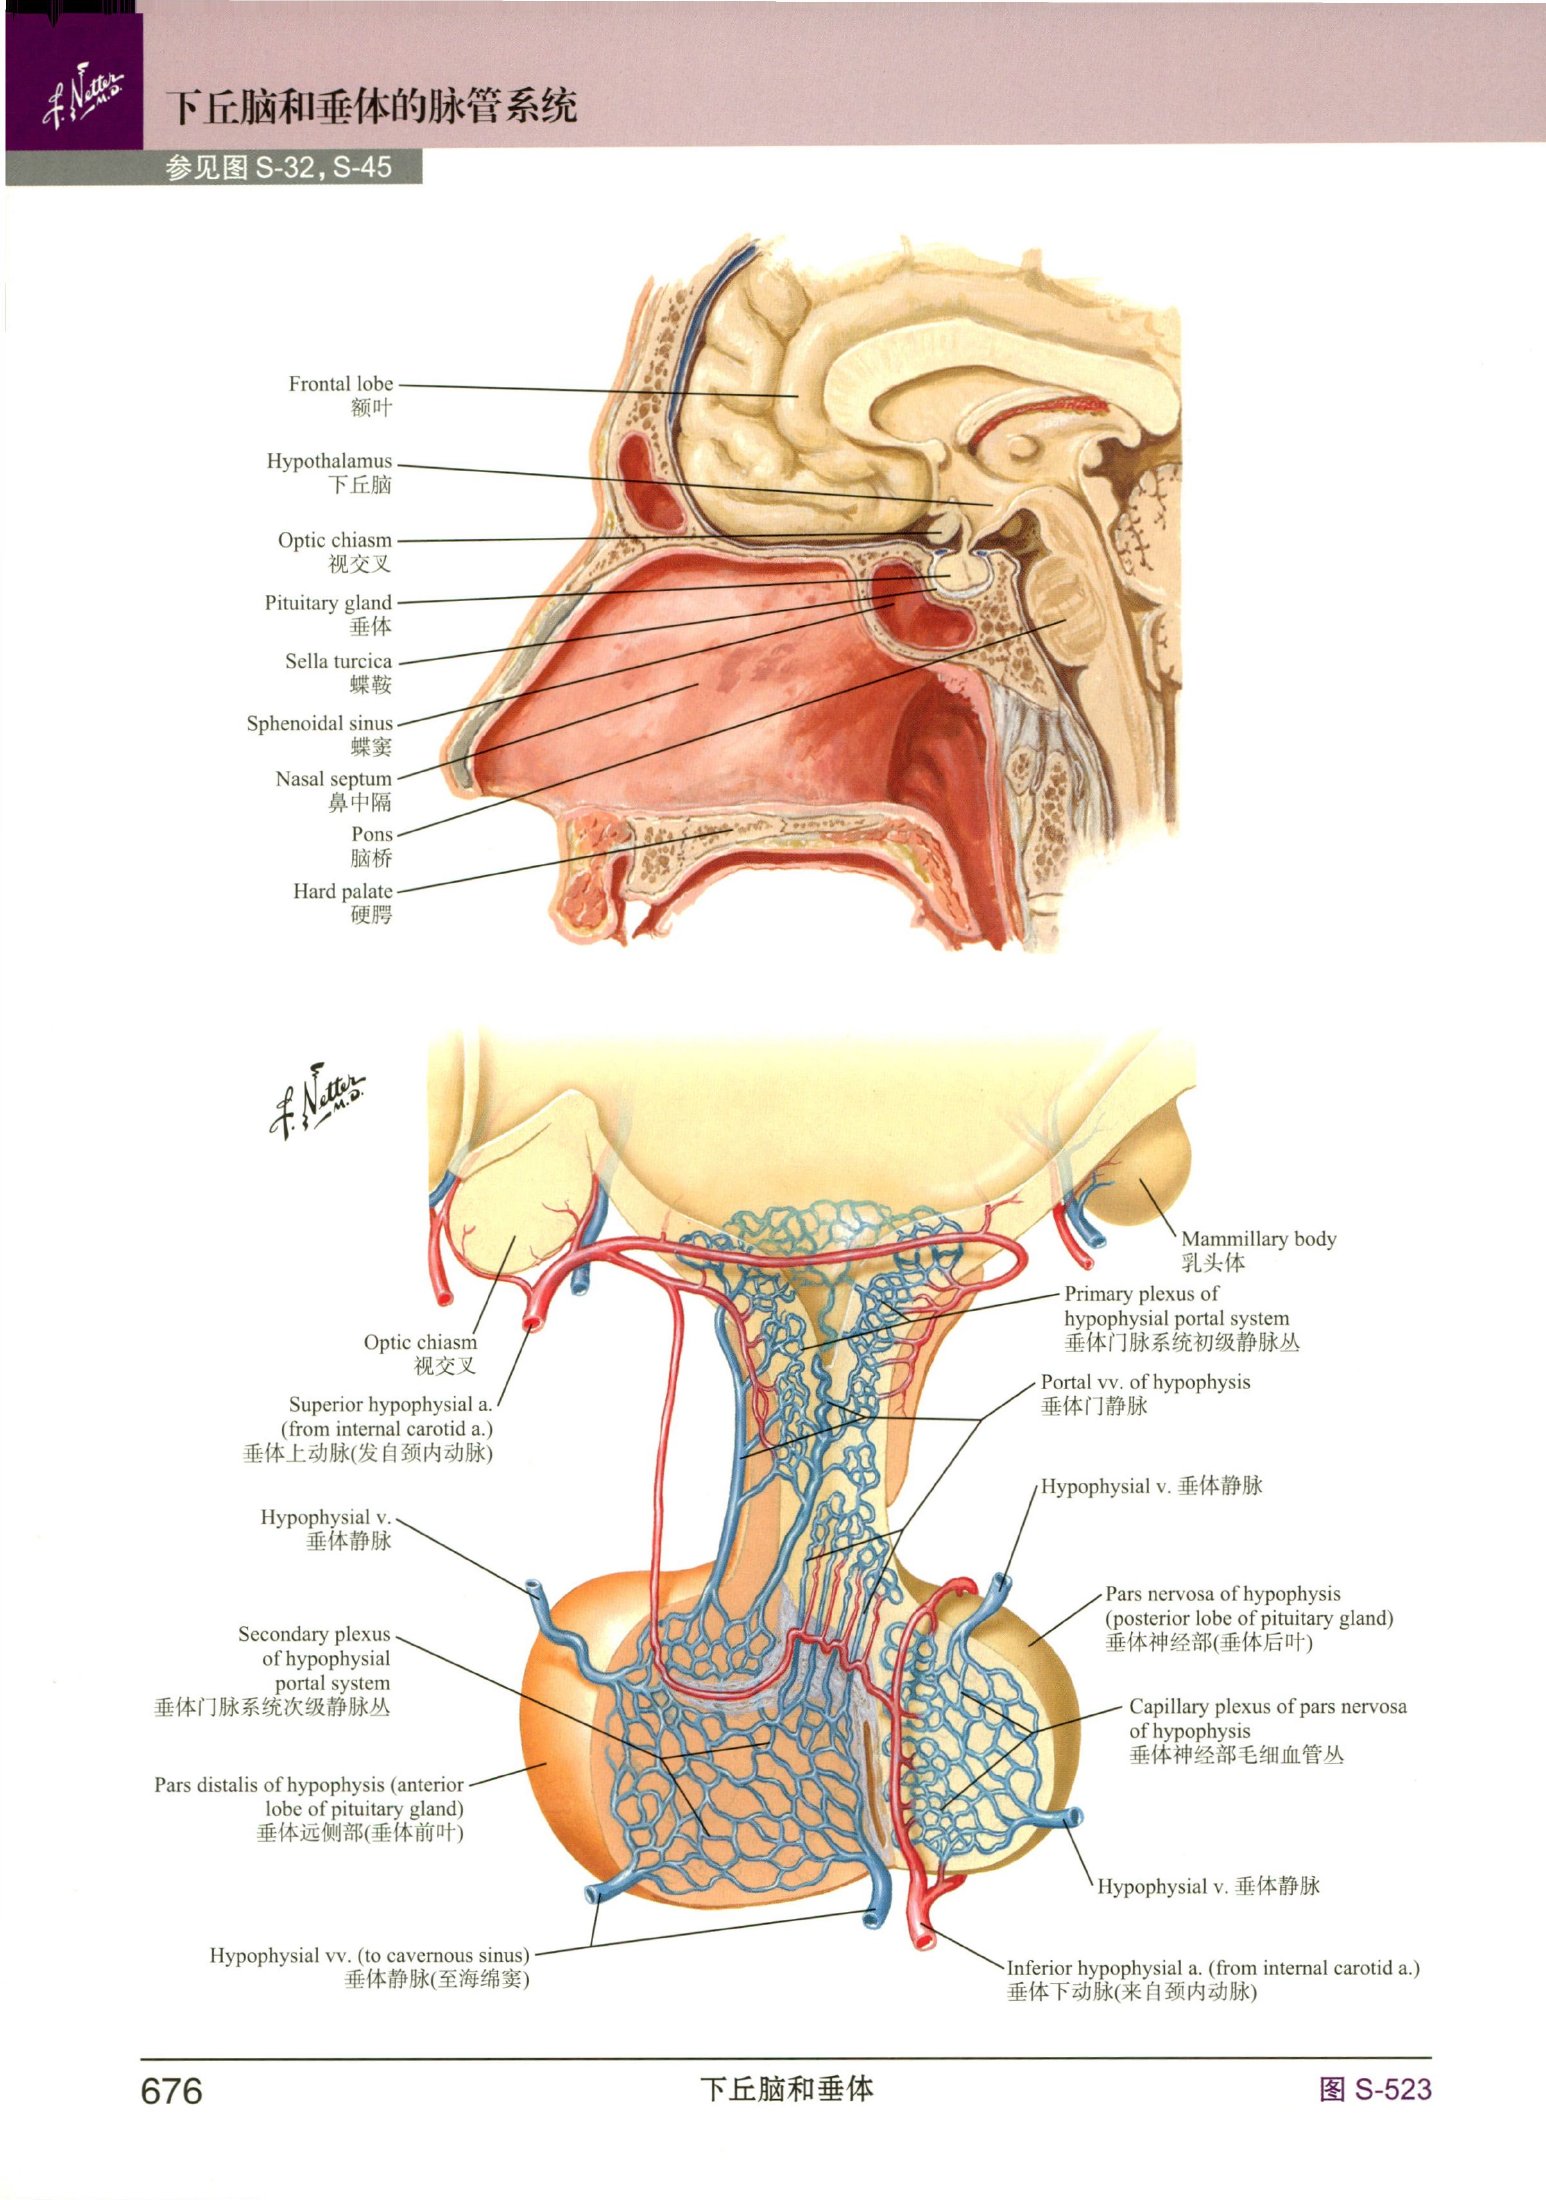 F. Netter M.D.
下丘脑和垂体的脉管系统
参见图 S-32, S-45
Frontal lobe
额叶
Hypothalamus
下丘脑
Optic chiasm
视交叉
Pituitary gland
垂体
Sella turcica
蝶鞍
Sphenoidal sinus
蝶窦
Nasal septum
鼻中隔
Pons
脑桥
Hard palate
硬腭
F. Netter M.D.
Mammillary body
乳头体
Primary plexus of
hypophysial portal system
垂体门脉系统初级静脉丛
Optic chiasm
视交叉
Portal vv. of hypophysis
垂体门静脉
Superior hypophysial a.
(from internal carotid a.)
垂体上动脉(发自颈内动脉)
Hypophysial v. 垂体静脉
Hypophysial v.
垂体静脉
Pars nervosa of hypophysis
(posterior lobe of pituitary gland)
垂体神经部(垂体后叶)
Secondary plexus
of hypophysial
portal system
垂体门脉系统次级静脉丛
Capillary plexus of pars nervosa
of hypophysis
垂体神经部毛细血管丛
Pars distalis of hypophysis (anterior
lobe of pituitary gland)
垂体远侧部(垂体前叶)
Hypophysial v. 垂体静脉
Hypophysial vv. (to cavernous sinus)
垂体静脉(至海绵窦)
Inferior hypophysial a. (from internal carotid a.)
垂体下动脉(来自颈内动脉)
676
下丘脑和垂体
图 S-523